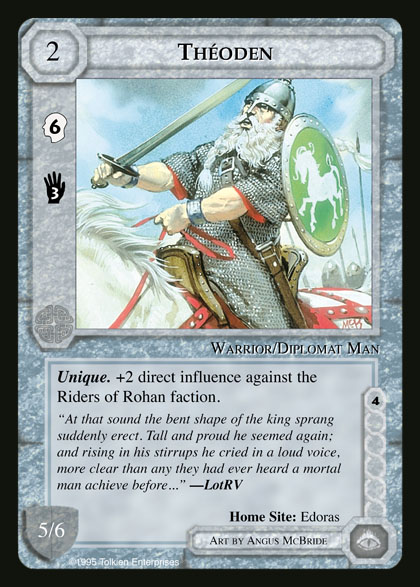 2
THÉODEN
6
3
McB
WARRIOR/DIPLOMAT MAN
Unique. +2 direct influence against the
Riders of Rohan faction.
“At that sound the bent shape of the king sprang
suddenly erect. Tall and proud he seemed again;
and rising in his stirrups he cried in a loud voice,
more clear than any they had ever heard a mortal
man achieve before...” —LotRV
4
Home Site: Edoras
5/6
ART BY ANGUS MCBRIDE
©1995 Tolkien Enterprises